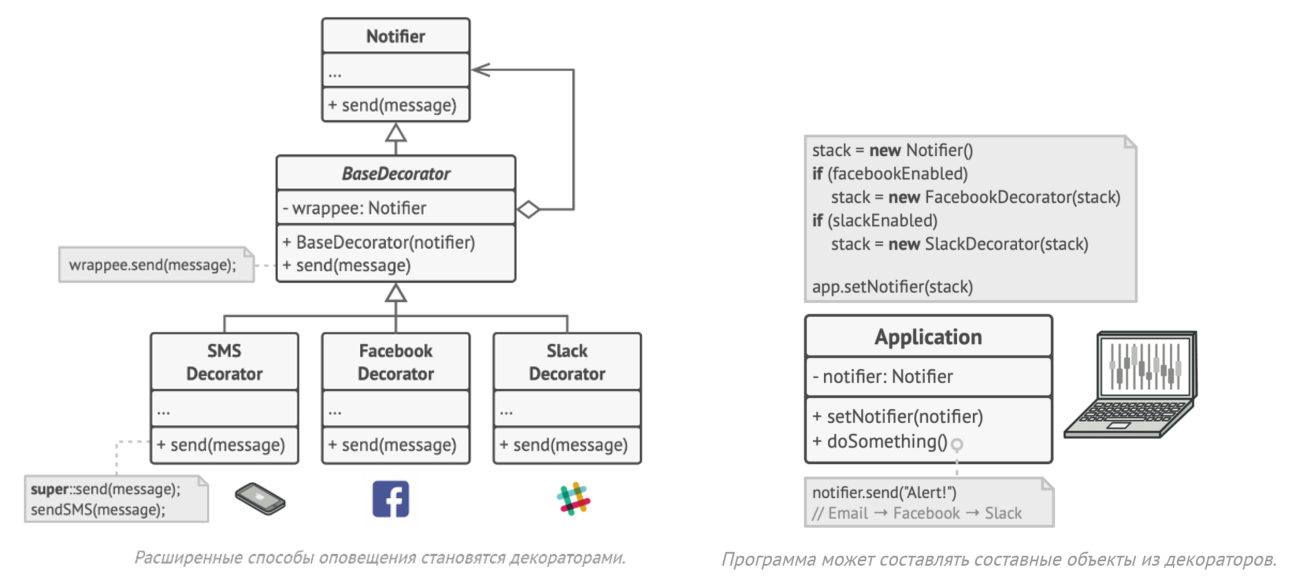 Notifier
...
+ send(message)
BaseDecorator
- wrappee: Notifier
+ BaseDecorator(notifier)
+ send(message)
wrappee.send(message);
SMS
Decorator
...
+ send(message)
Facebook
Decorator
...
+ send(message)
Slack
Decorator
...
+ send(message)
super::send(message);
sendSMS(message);
Расширенные способы оповещения становятся декораторами.
stack = new Notifier()
if (facebookEnabled)
stack = new FacebookDecorator(stack)
if (slackEnabled)
stack = new SlackDecorator(stack)
app.setNotifier(stack)
Application
- notifier: Notifier
+ setNotifier(notifier)
+ doSomething()
notifier.send("Alert!")
// Email → Facebook → Slack
Программа может составлять составные объекты из декораторов.